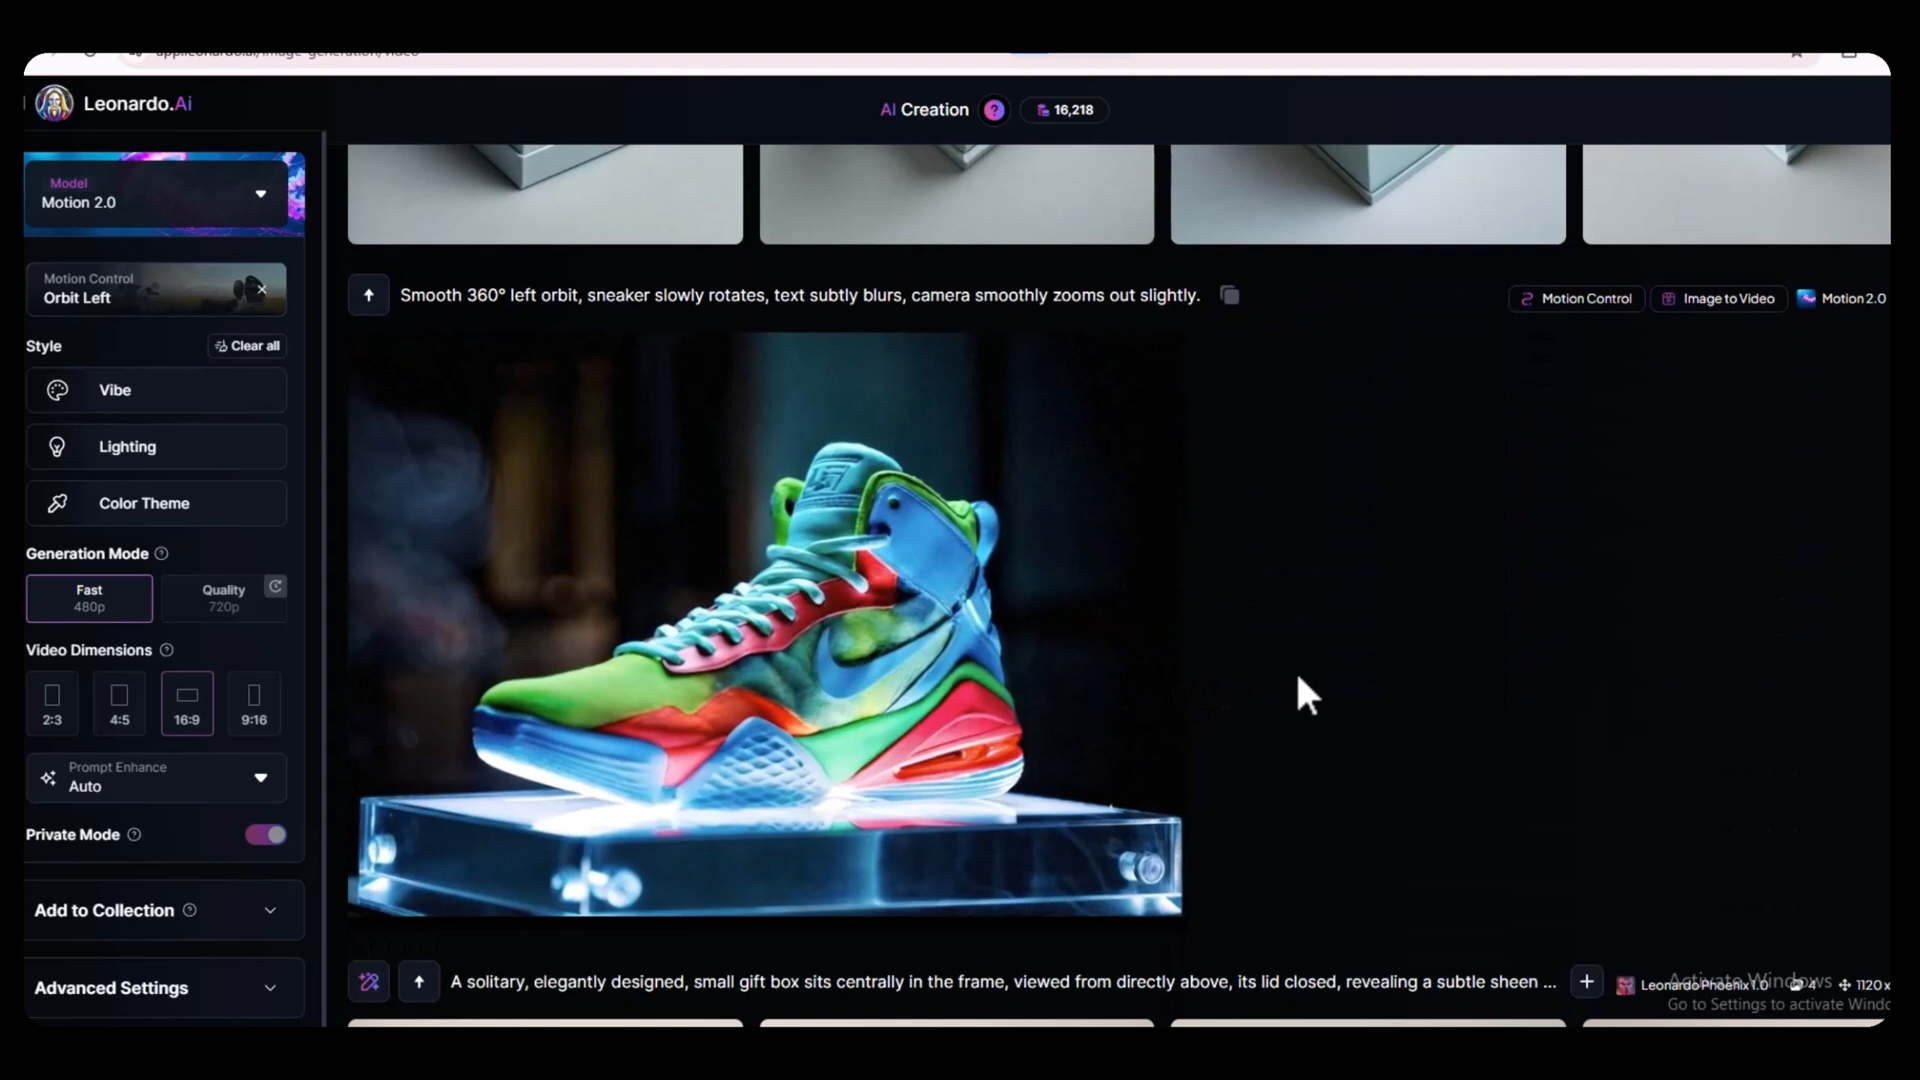 Leonardo.Ai
AI Creation
?
16,218
Model
Motion 2.0
Motion Control
Orbit Left
Style
Clear all
Vibe
Lighting
Color Theme
Generation Mode
Fast
480p
Quality
720p
Video Dimensions
2:3
4:5
16:9
9:16
Prompt Enhance
Auto
Private Mode
Add to Collection
Advanced Settings
Smooth 360° left orbit, sneaker slowly rotates, text subtly blurs, camera smoothly zooms out slightly.
Motion Control
Image to Video
Motion 2.0
A solitary, elegantly designed, small gift box sits centrally in the frame, viewed from directly above, its lid closed, revealing a subtle sheen ...
Leonardo Phoenix 1.0
4
1120 x
Activate Windows
Go to Settings to activate Windo